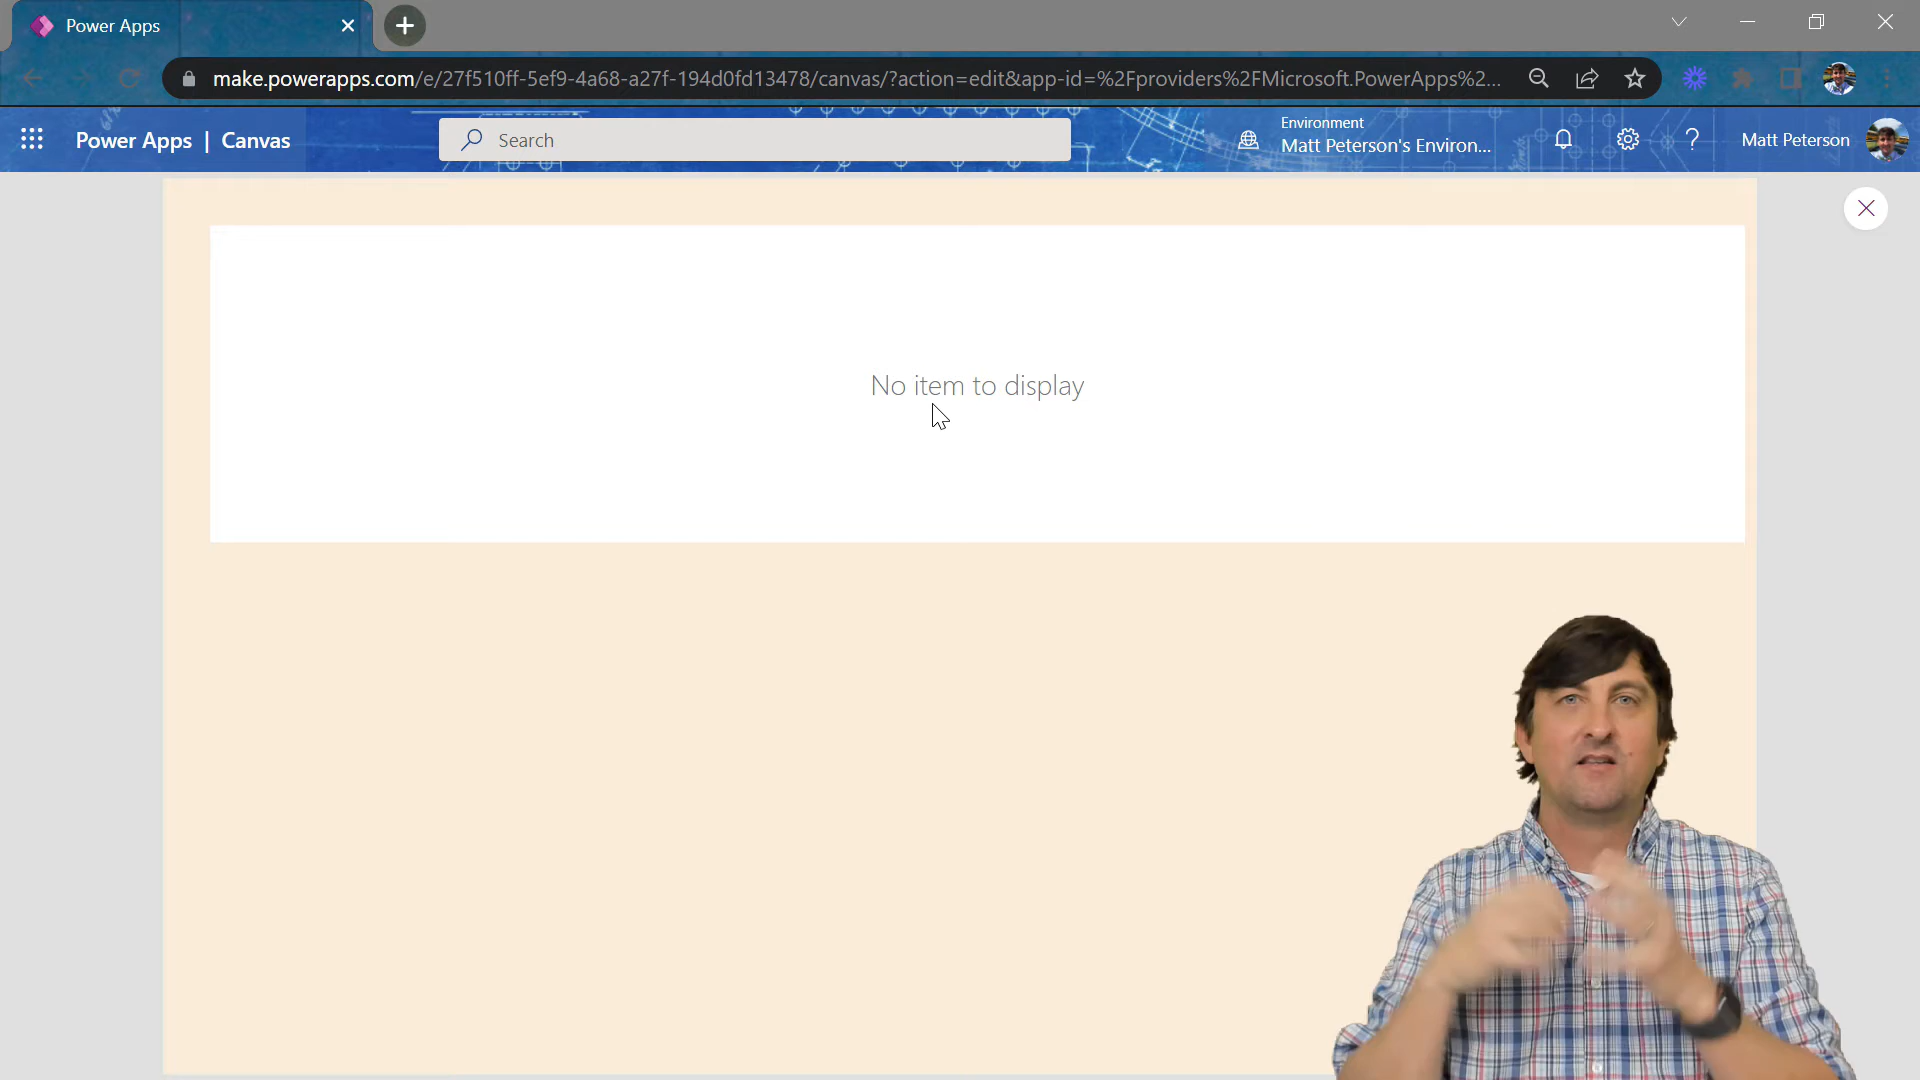 Power Apps
make.powerapps.com/e/27f510ff-5ef9-4a68-a27f-194d0fd13478/canvas/?action=edit&app-id=%2Fproviders%2FMicrosoft.PowerApps%2...
Power Apps | Canvas
Search
Environment
Matt Peterson's Environ...
Matt Peterson
No item to display